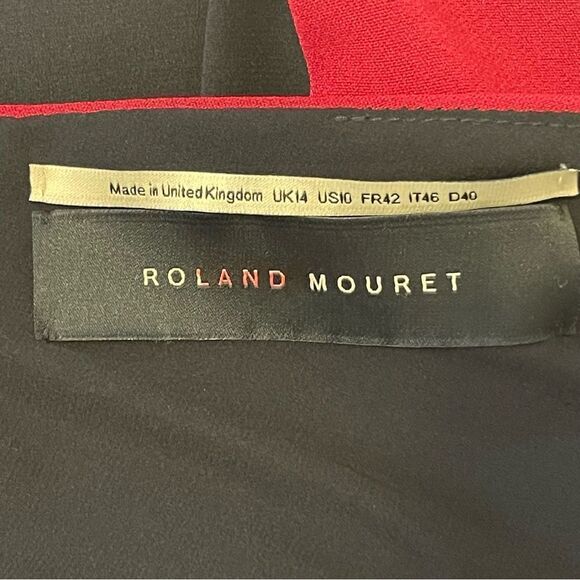 Made in United Kingdom UK14 US10 FR42 IT46 D40
ROLAND MOURET